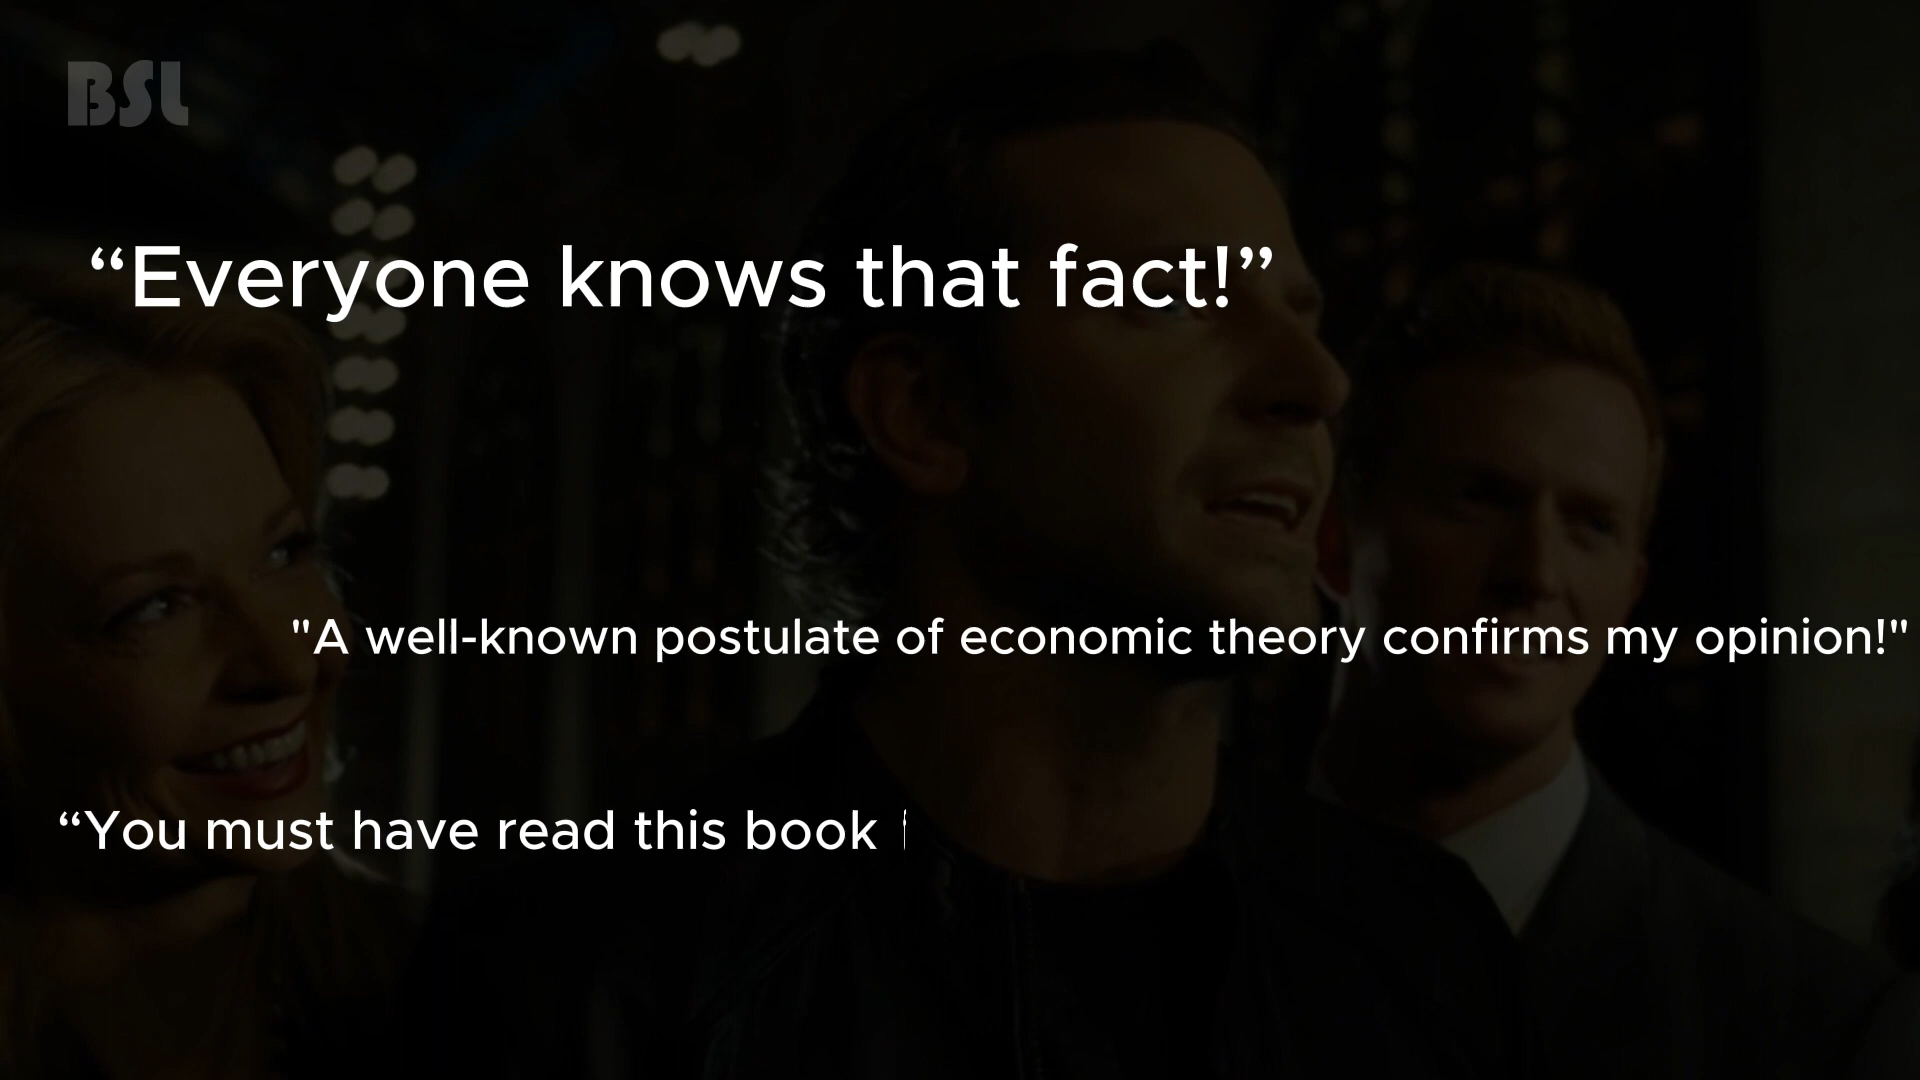 BSL
“Everyone knows that fact!”
"A well-known postulate of economic theory confirms my opinion!"
“You must have read this book